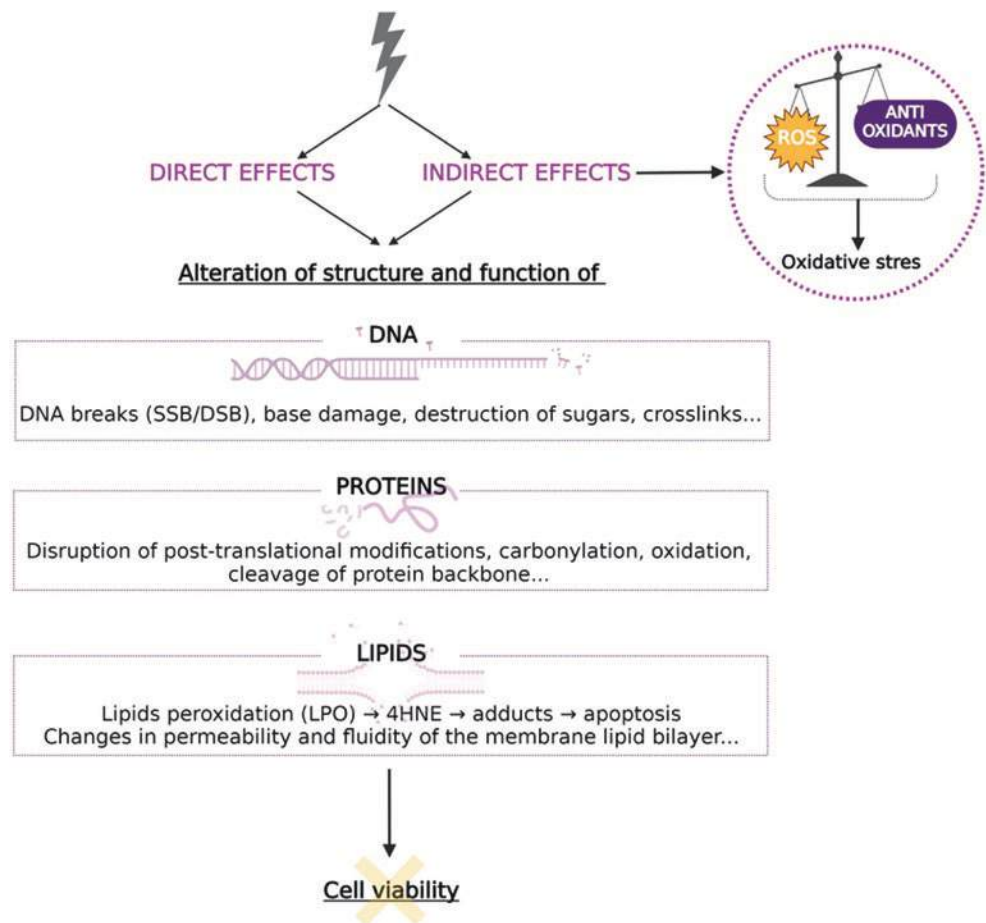 ANTI
OXIDANTS
ROS
DIRECT EFFECTS
INDIRECT EFFECTS
Oxidative stres
Alteration of structure and function of
DNA
DNA breaks (SSB/DSB), base damage, destruction of sugars, crosslinks...
PROTEINS
Disruption of post-translational modifications, carbonylation, oxidation,
cleavage of protein backbone...
LIPIDS
Lipids peroxidation (LPO) → 4HNE → adducts → apoptosis
Changes in permeability and fluidity of the membrane lipid bilayer...
Cell viability